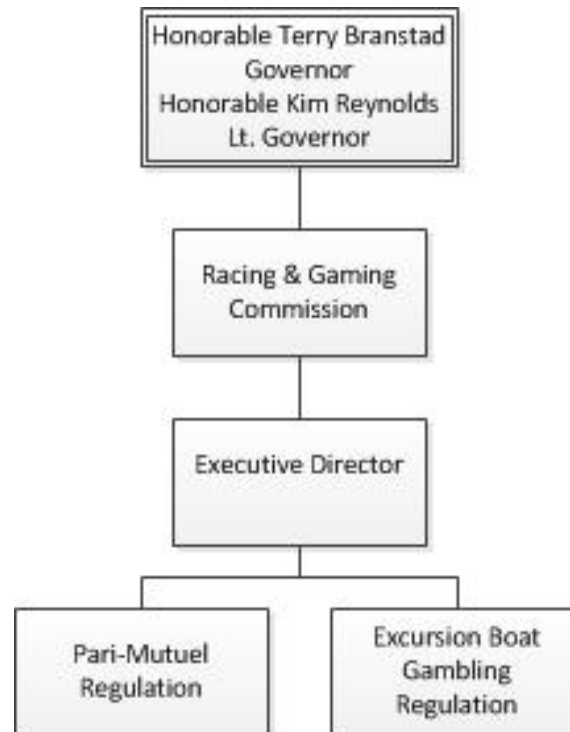 Honorable Terry Branstad
Governor
Honorable Kim Reynolds
Lt. Governor
Racing & Gaming
Commission
Executive Director
Pari-Mutuel
Regulation
Excursion Boat
Gambling
Regulation